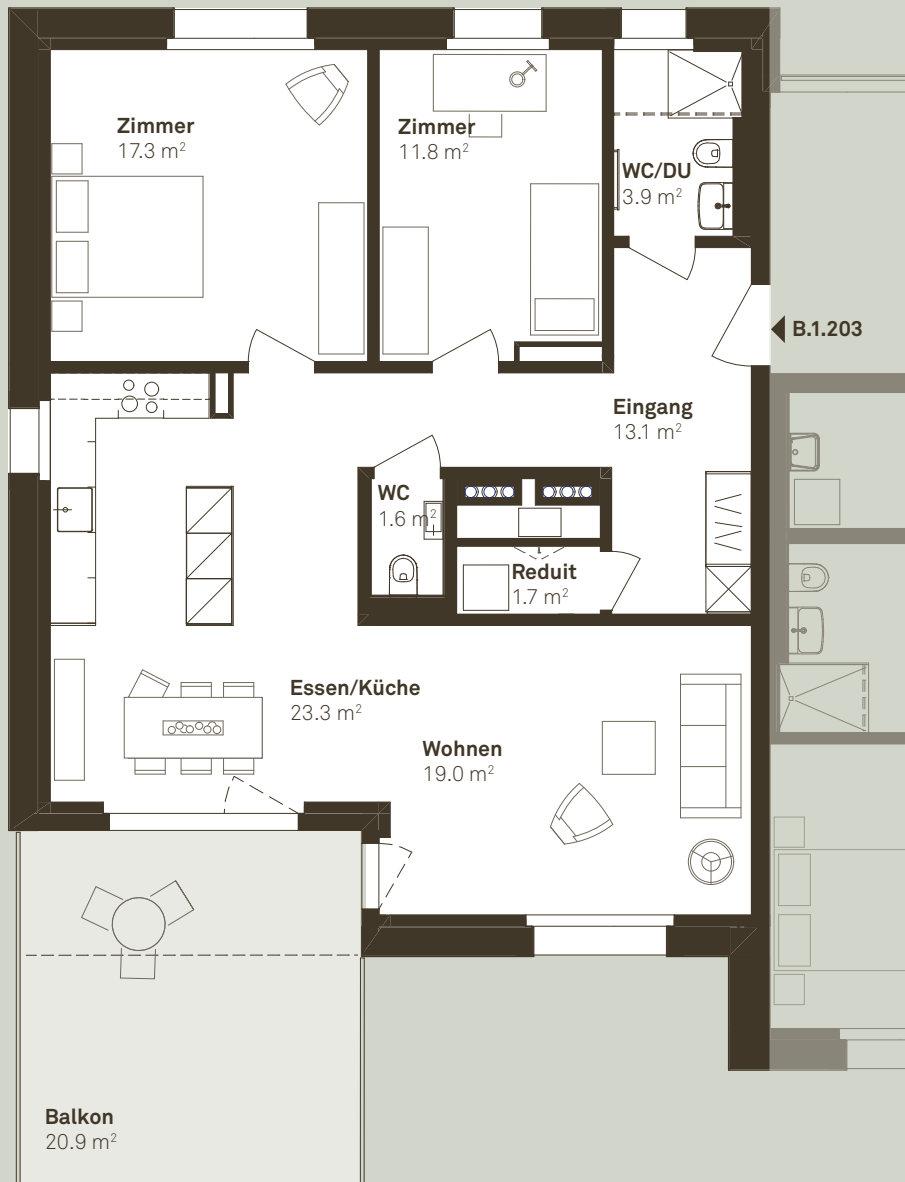 Zimmer
17.3 m²
Zimmer
11.8 m²
WC/DU
3.9 m²
B.1.203
Eingang
13.1 m²
WC
1.6 m²
Reduit
1.7 m²
Essen/Küche
23.3 m²
Wohnen
19.0 m²
Balkon
20.9 m²